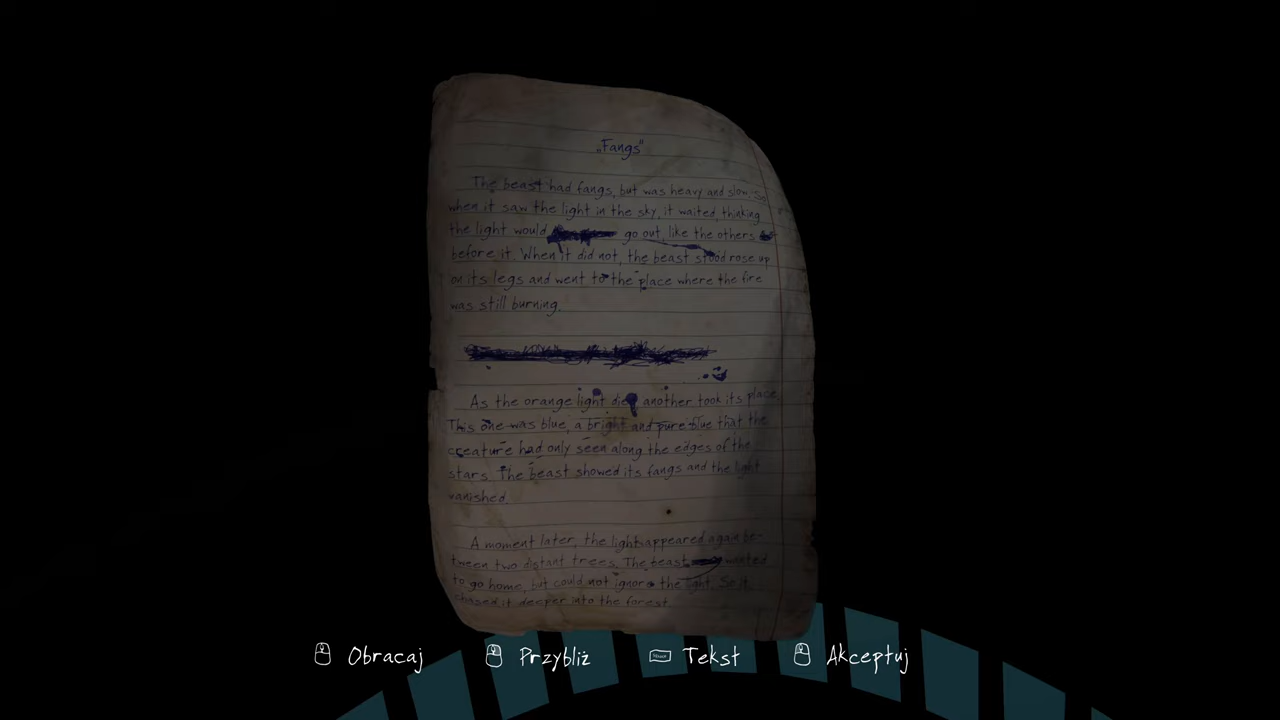 „Fangs"
The beast had fangs, but was heavy and slow. So
when it saw the light in the sky, it waited, thinking
the light would go out, like the others
before it. When it did not, the beast stood rose up
on its legs and went to the place where the fire
was still burning.
As the orange light died another took its place.
This one was blue, a bright and pure blue that the
creature had only seen along the edges of the
stars. The beast showed its fangs and the light
vanished.
A moment later, the light appeared again be-
tween two distant trees. The beast wanted
to go home, but could not ignore the light. So it
chased it deeper into the forest.
Obracaj Przybliż Tekst Akceptuj